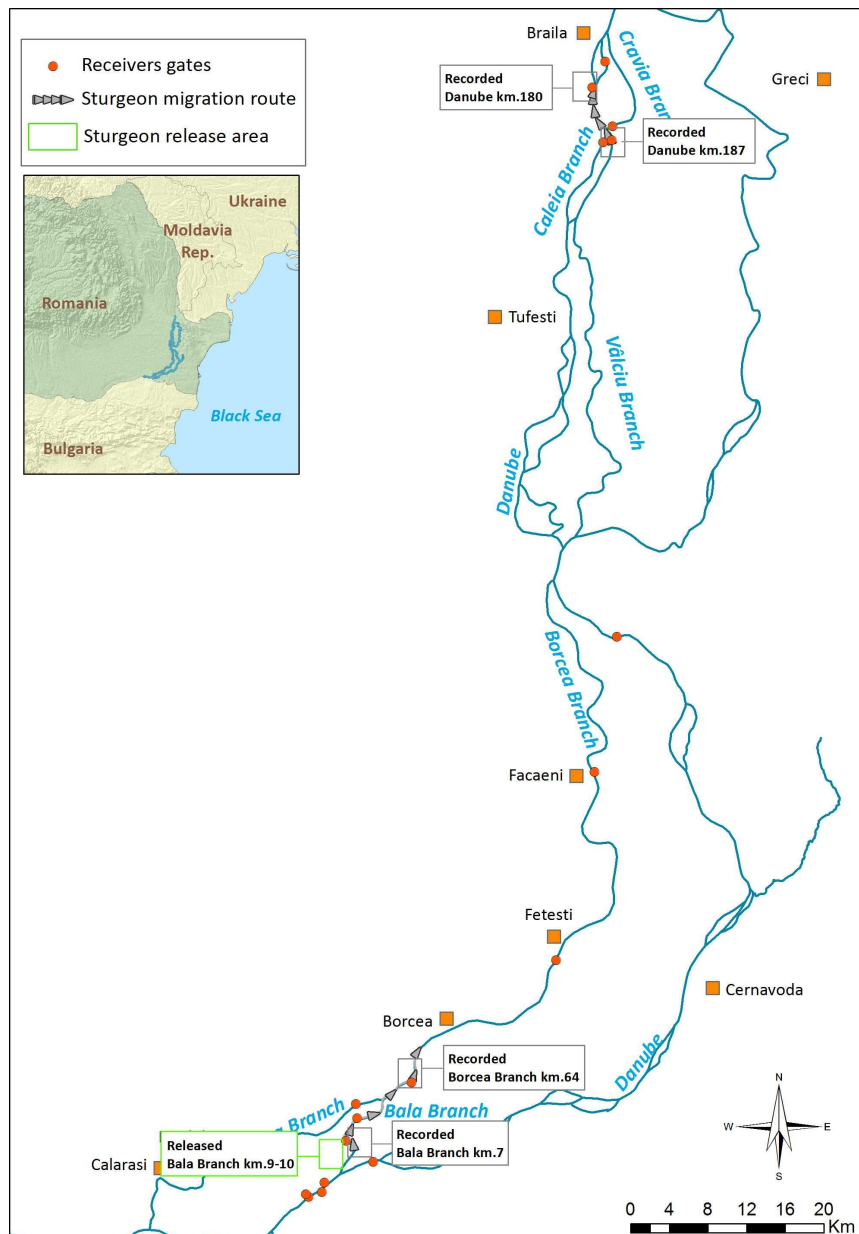 Receivers gates
Sturgeon migration route
Sturgeon release area
Ukraine
Moldavia
Rep.
Romania
Black Sea
Bulgaria
Braila
Cravia Bran
Greci
Recorded
Danube km.180
Recorded
Danube km.187
Caleia Branch
Tufesti
Vâlciu Branch
Danube
Borcea Branch
Facaeni
Fetesti
Cernavoda
Borcea
Danube
Recorded
Borcea Branch km.64
Bala Branch
Branch
Released
Bala Branch km.9-10
Recorded
Bala Branch km.7
Calarasi
N
W
E
S
0 4 8 12 16 20
Km